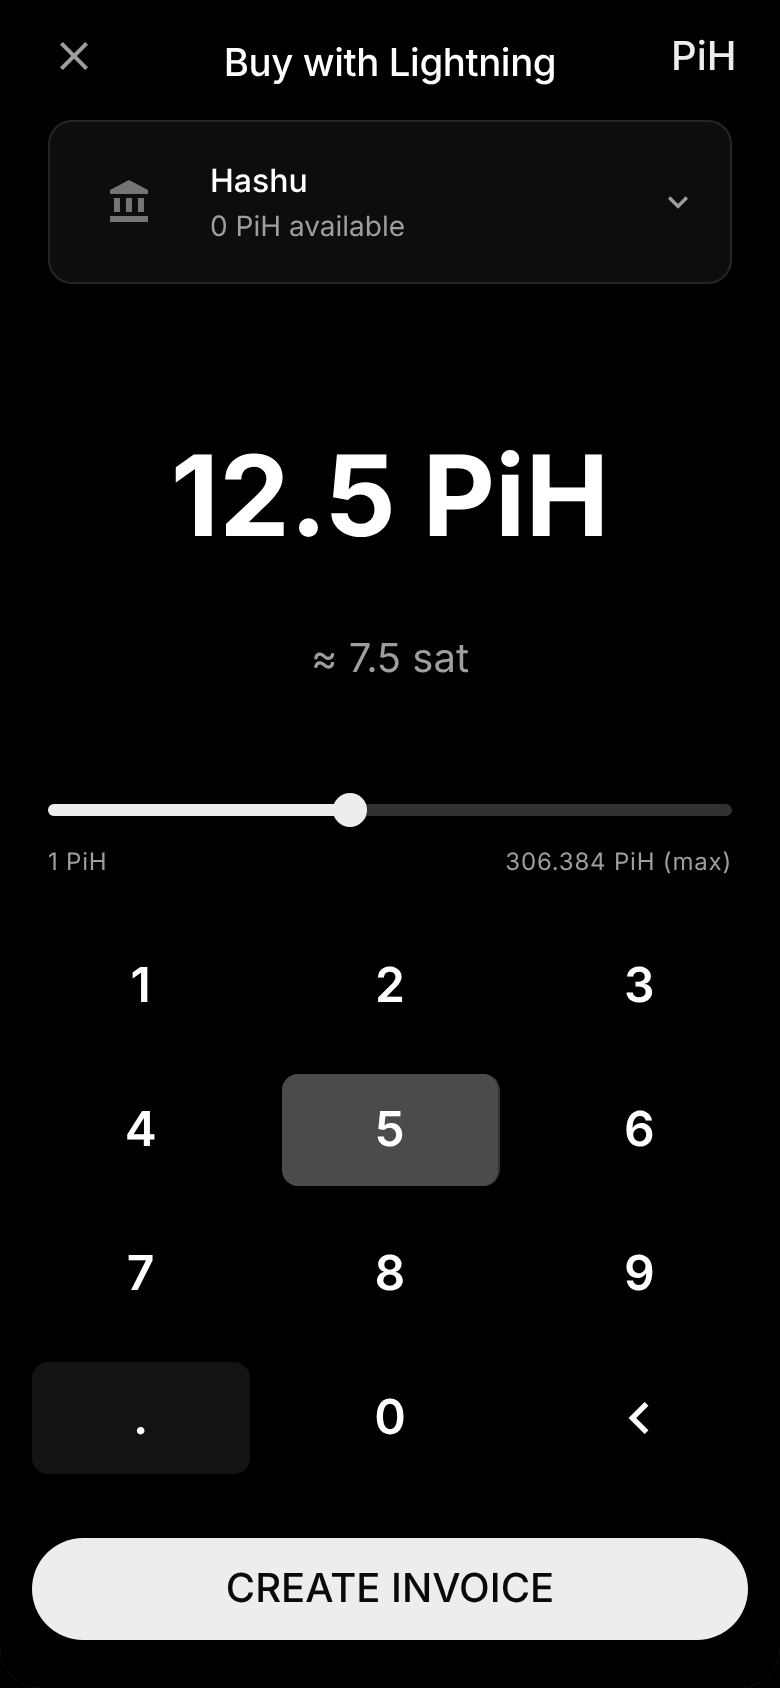 Buy with Lightning
PiH
Hashu
0 PiH available
12.5 PiH
≈ 7.5 sat
1 PiH
306.384 PiH (max)
1 2 3
4 5 6
7 8 9
. 0
CREATE INVOICE